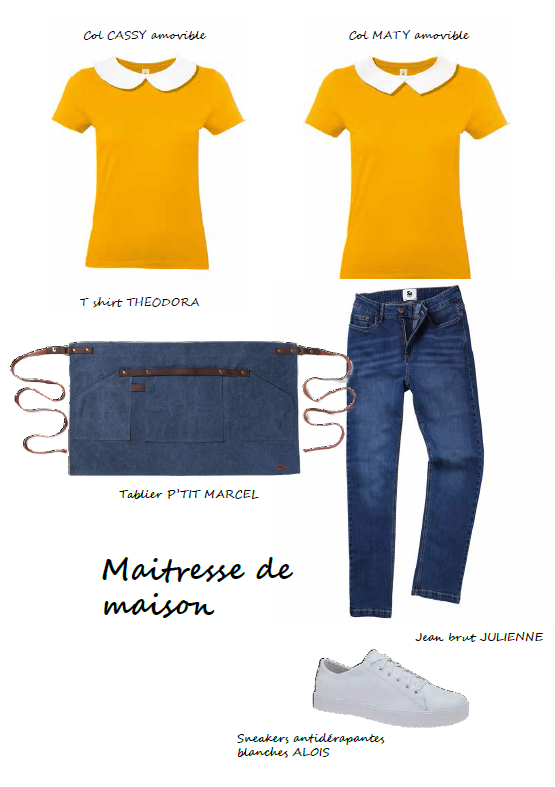 Col CASSY amovible
Col MATY amovible
T shirt THEODORA
Tablier P'TIT MARCEL
Maitresse de
maison
Jean brut JULIENNE
Sneakers antidérapantes
blanches ALOIS